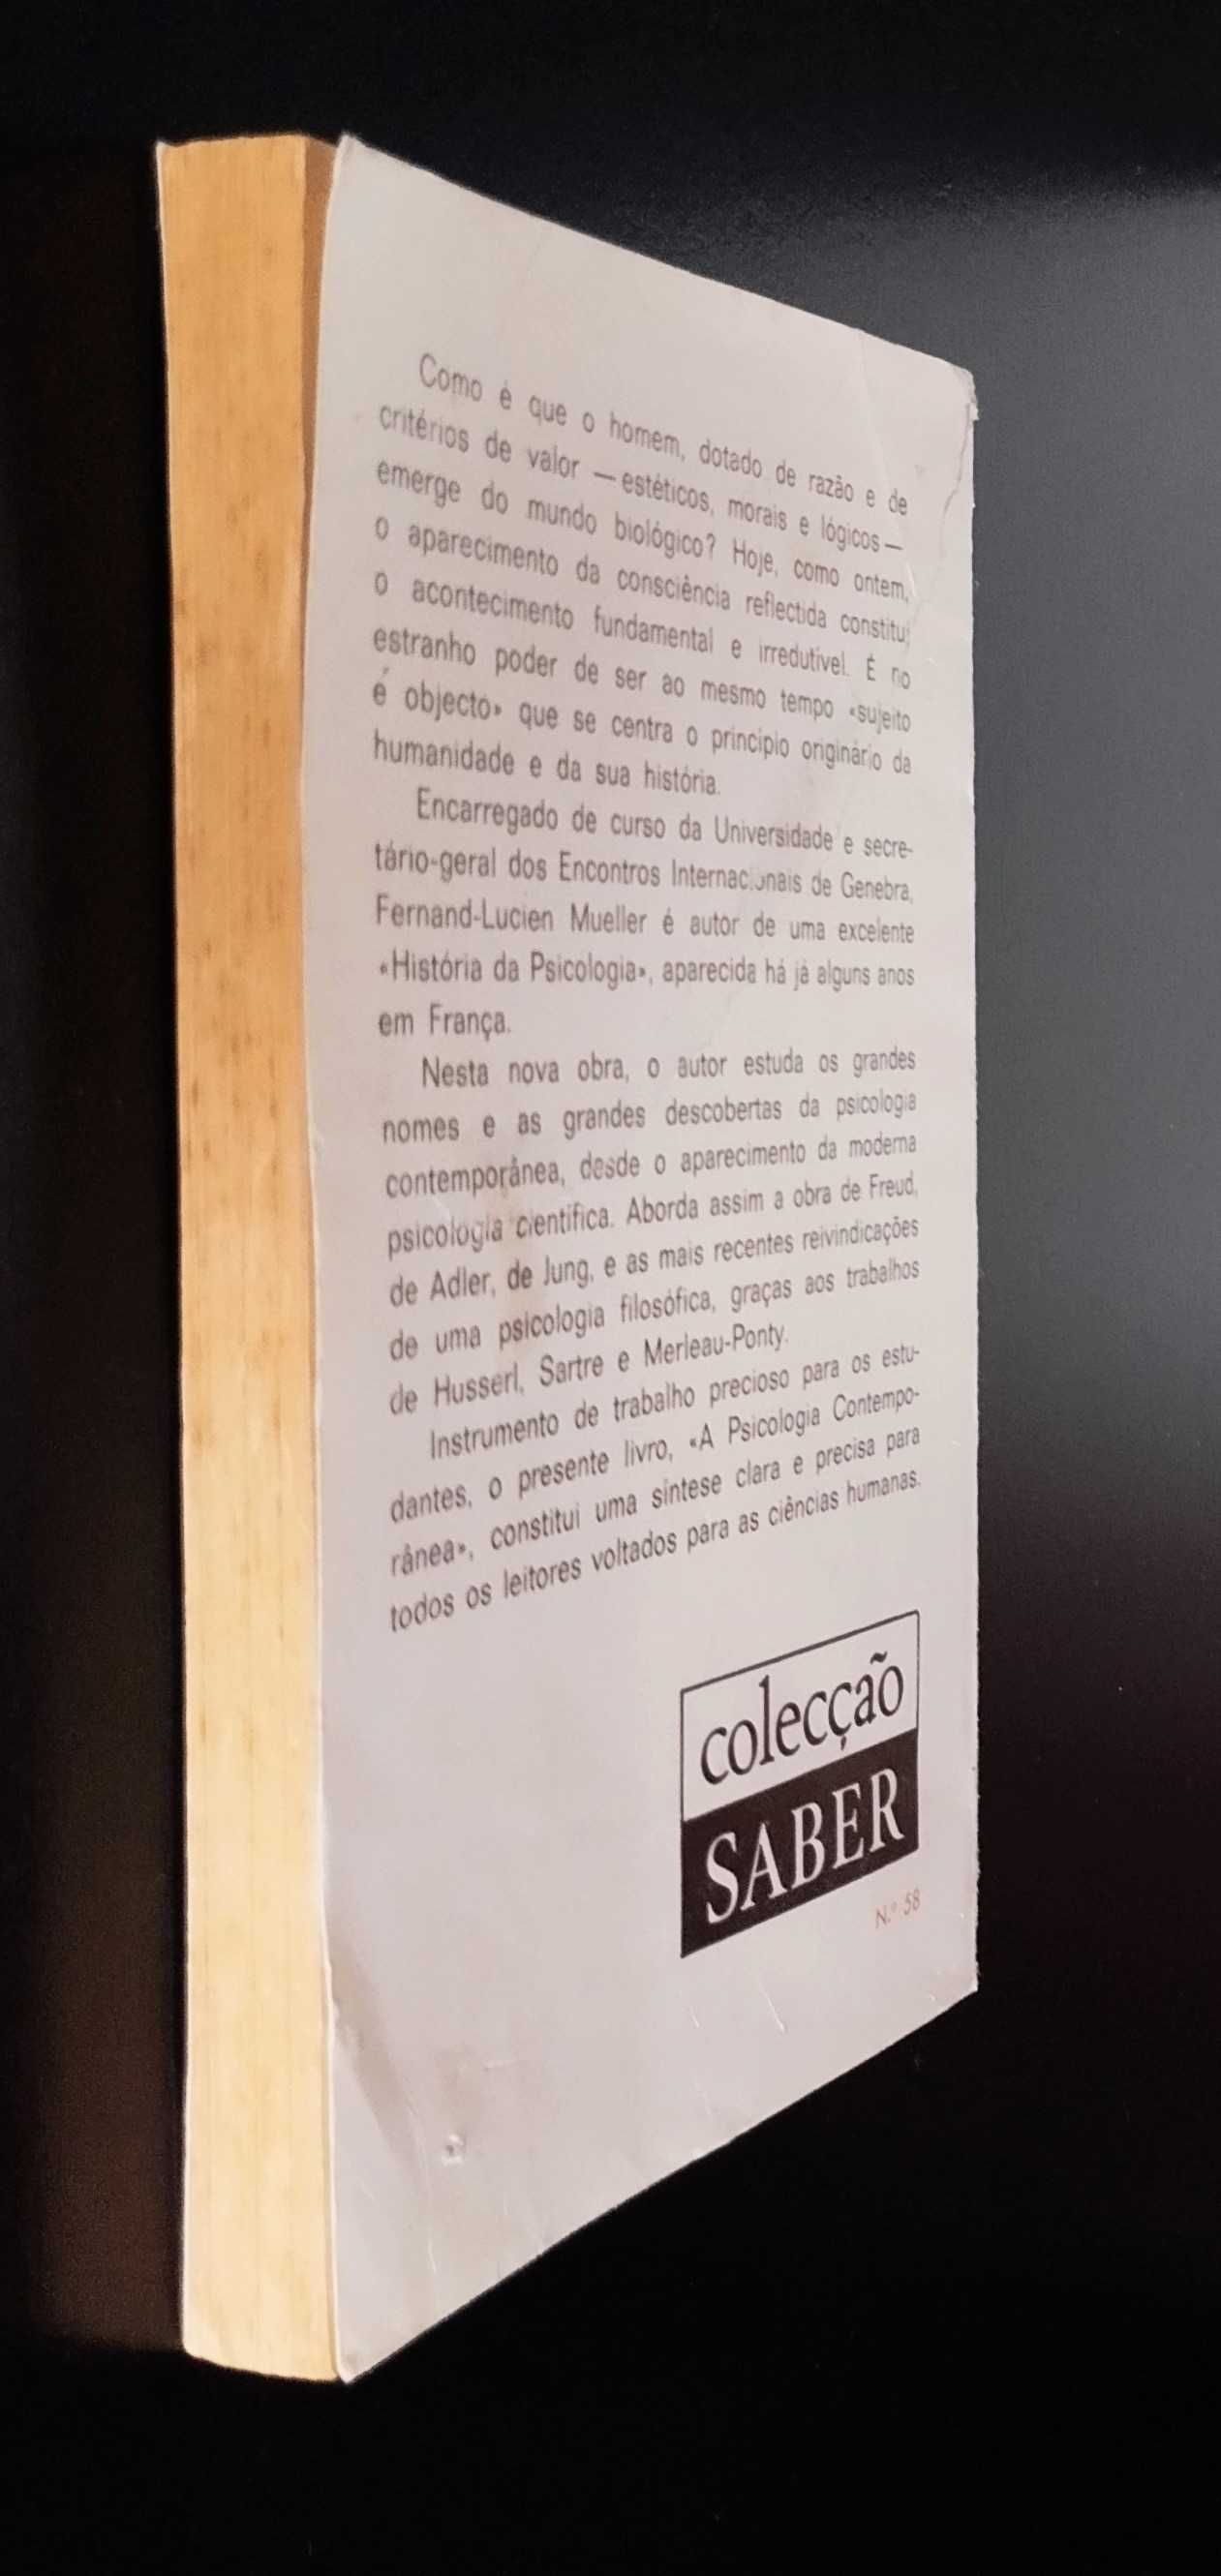 Como é que o homem, dotado de razão e de
critérios de valor — estéticos, morais e lógicos —
emerge do mundo biológico? Hoje, como ontem,
o aparecimento da consciência reflectida constitui
o acontecimento fundamental e irredutível. É no
estranho poder de ser ao mesmo tempo «sujeito
e objecto» que se centra o princípio originário da
humanidade e da sua história.
Encarregado de curso da Universidade e secre-
tário-geral dos Encontros Internacionais de Genebra,
Fernand-Lucien Mueller é autor de uma excelente
«História da Psicologia», aparecida há já alguns anos
em França.
Nesta nova obra, o autor estuda os grandes
nomes e as grandes descobertas da psicologia
contemporânea, desde o aparecimento da moderna
psicologia científica. Aborda assim a obra de Freud,
de Adler, de Jung, e as mais recentes reivindicações
de uma psicologia filosófica, graças aos trabalhos
de Husserl, Sartre e Merleau-Ponty.
Instrumento de trabalho precioso para os estu-
dantes, o presente livro, «A Psicologia Contempo-
rânea», constitui uma síntese clara e precisa para
todos os leitores voltados para as ciências humanas.
colecção
SABER
N.º 58